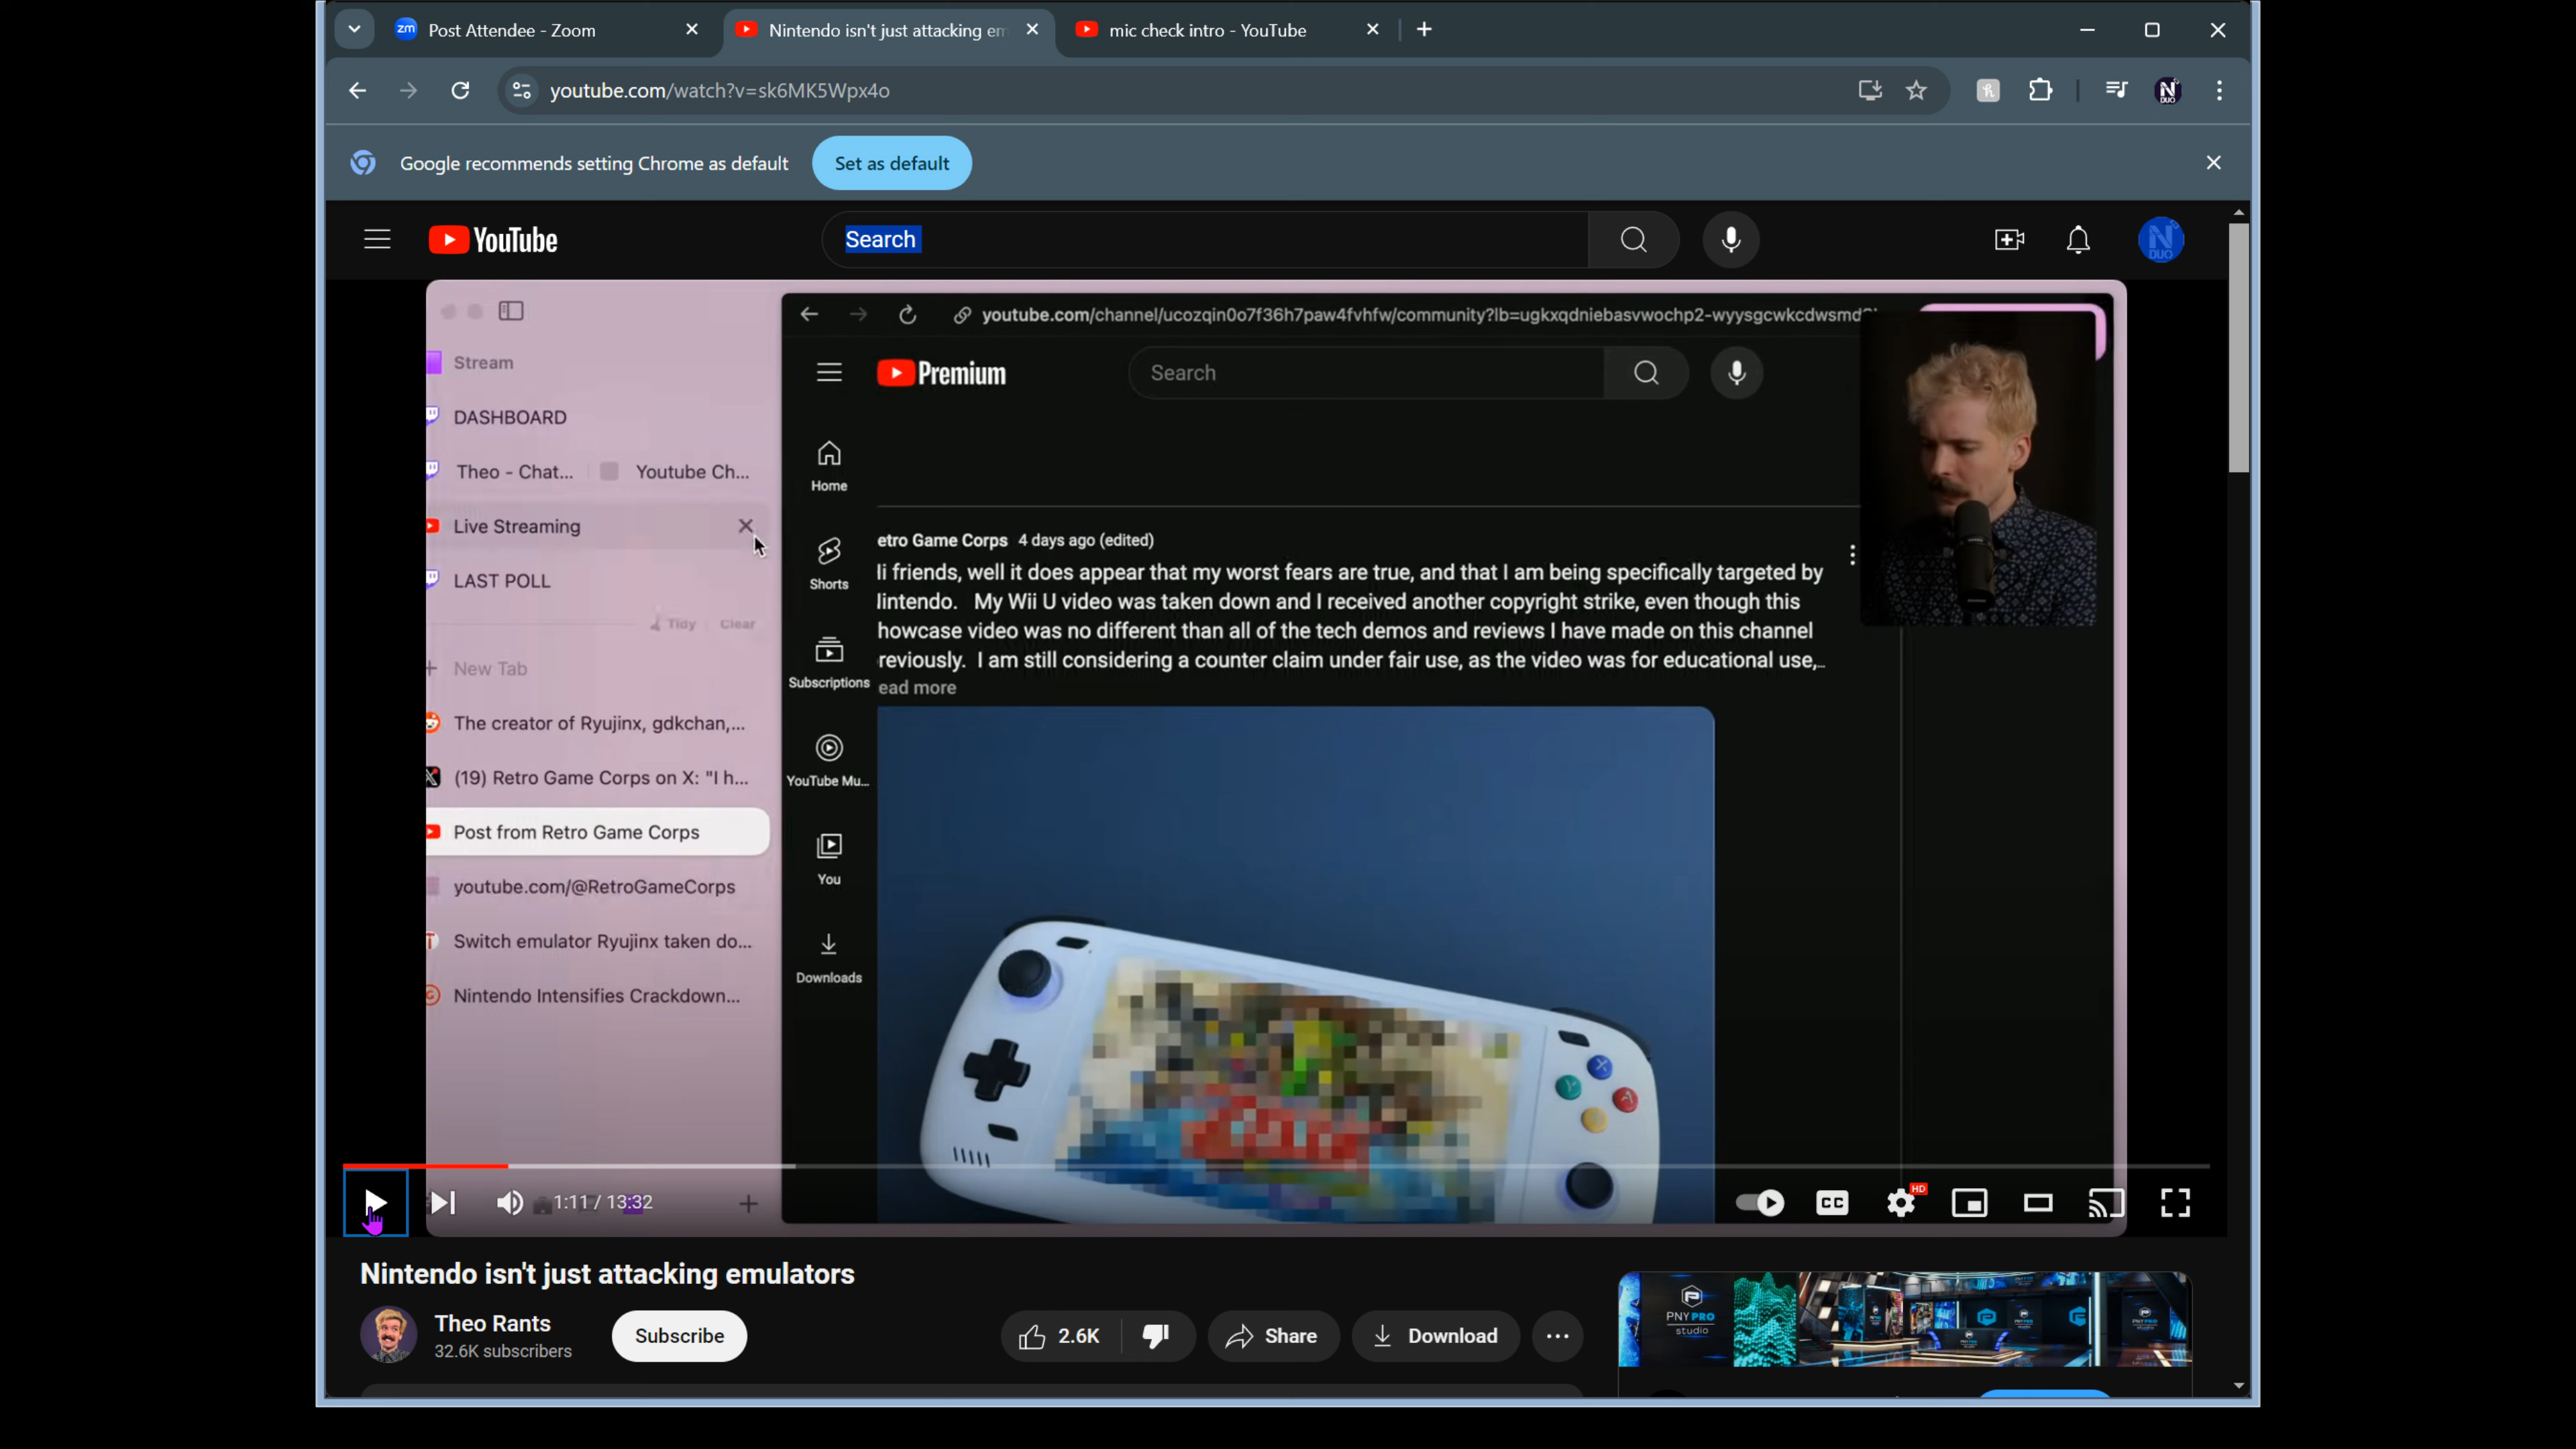 Post Attendee - Zoom
Nintendo isn't just attacking em
mic check intro - YouTube
youtube.com/watch?v=sk6MK5Wpx4o
Google recommends setting Chrome as default
Set as default
YouTube
Search
youtube.com/channel/ucozqin0o7f36h7paw4fvhfw/community?lb=ugkxqdniebasvwochp2-wyysgcwkcdwsmd
Stream
DASHBOARD
Theo - Chat...
Youtube Ch...
Live Streaming
LAST POLL
Tidy
Clear
New Tab
The creator of Ryujinx, gdkchan,...
(19) Retro Game Corps on X: "I h...
Post from Retro Game Corps
youtube.com/@RetroGameCorps
Switch emulator Ryujinx taken do...
Nintendo Intensifies Crackdown...
Premium
Search
Home
Shorts
Subscriptions
YouTube Mu...
You
Downloads
etro Game Corps 4 days ago (edited)
li friends, well it does appear that my worst fears are true, and that I am being specifically targeted by
lintendo. My Wii U video was taken down and I received another copyright strike, even though this
howcase video was no different than all of the tech demos and reviews I have made on this channel
reviously. I am still considering a counter claim under fair use, as the video was for educational use,..
ead more
X
Y
A
1:11 / 13:32
CC
HD
Nintendo isn't just attacking emulators
Theo Rants
32.6K subscribers
Subscribe
2.6K
Share
Download
PNY PRO
studio